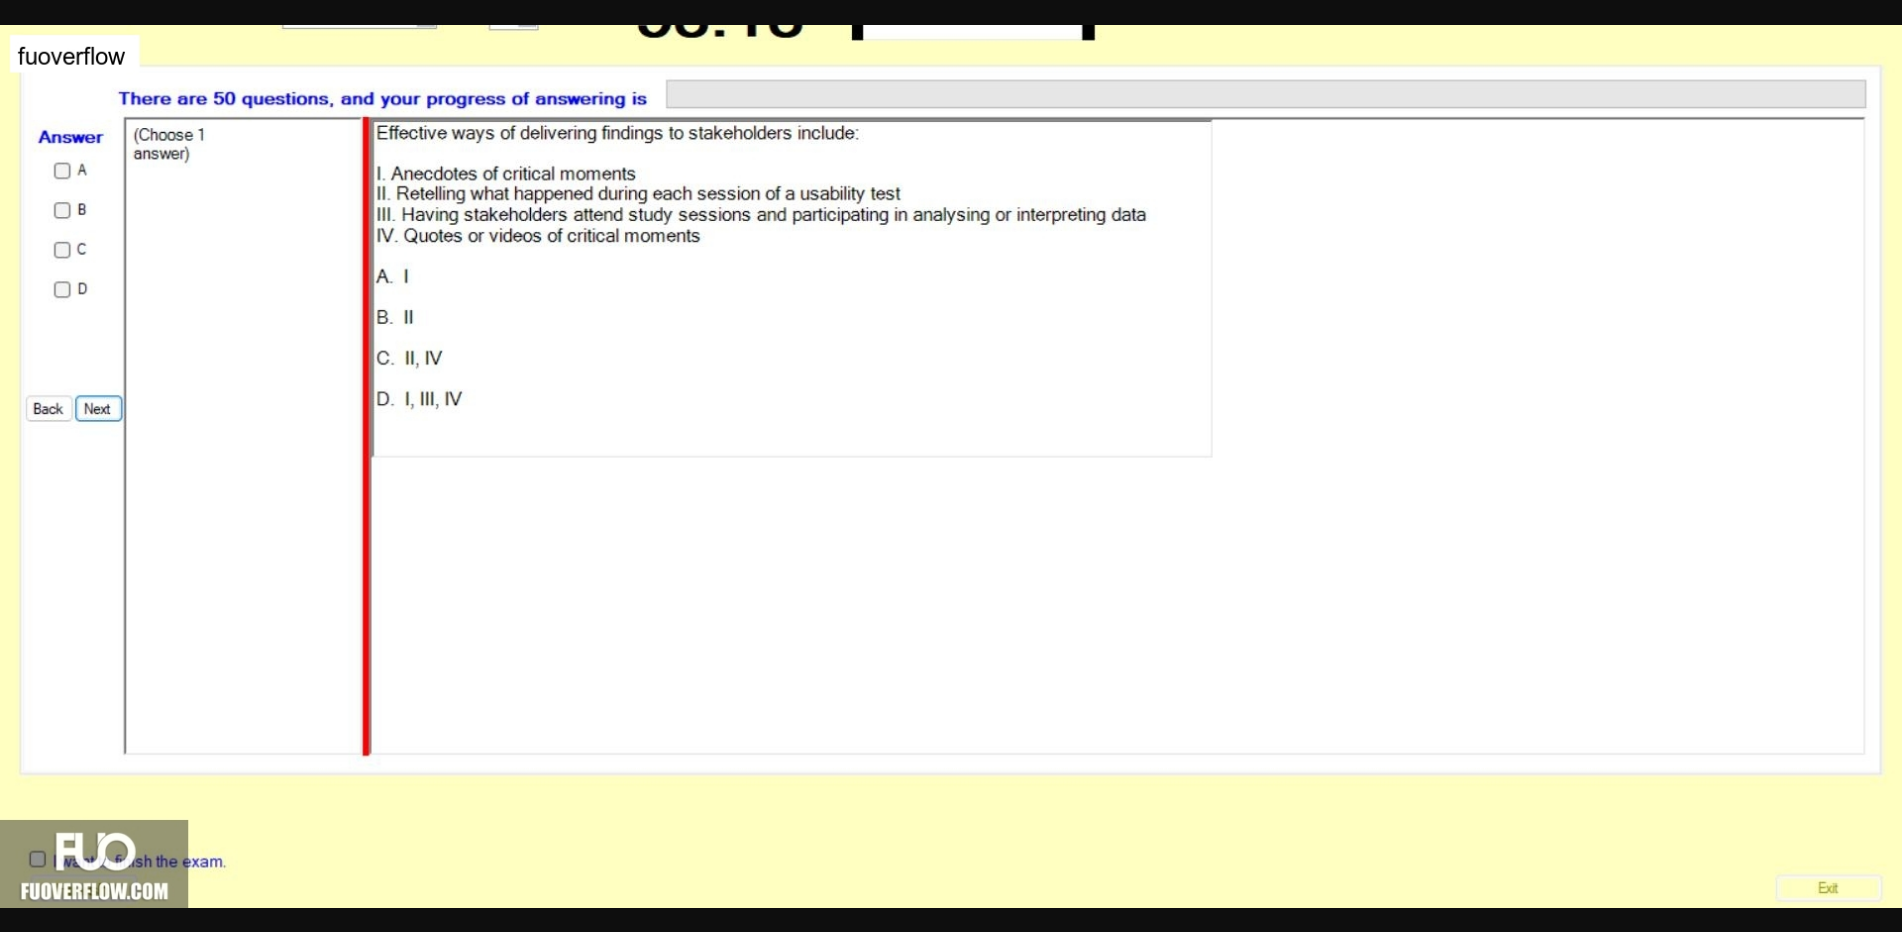 fuoverflow
There are 50 questions, and your progress of answering is
Answer
A
B
C
D
Back Next
(Choose 1
answer)
Effective ways of delivering findings to stakeholders include:
I. Anecdotes of critical moments
II. Retelling what happened during each session of a usability test
III. Having stakeholders attend study sessions and participating in analysing or interpreting data
IV. Quotes or videos of critical moments
A. I
B. II
C. II, IV
D. I, III, IV
FUO
I want finish the exam.
FUOVERFLOW.COM
Exit